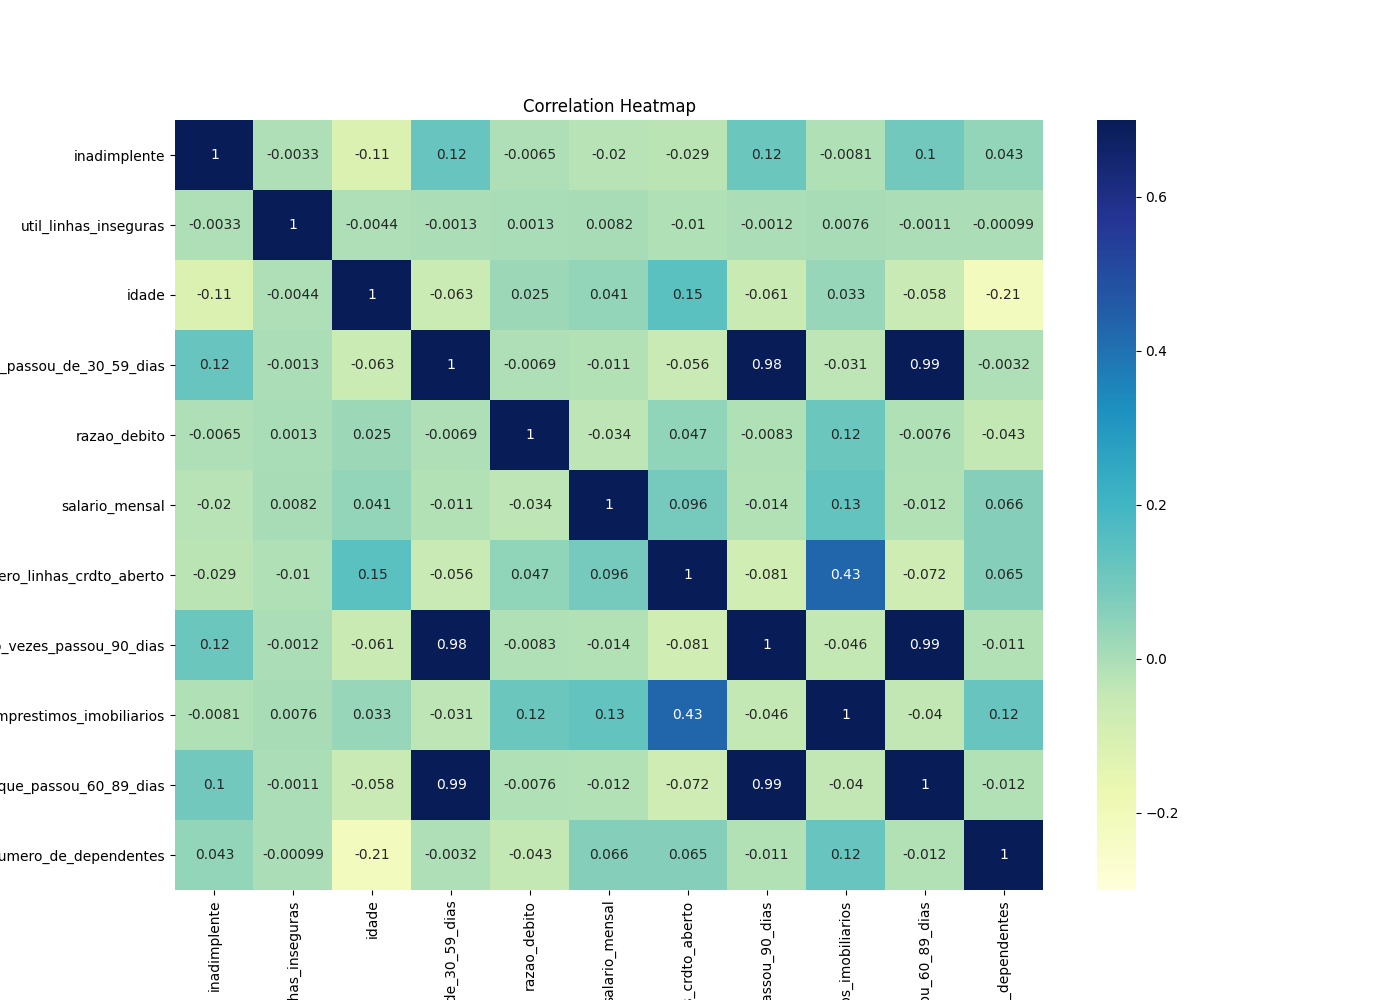 Correlation Heatmap
inadimplente 1 -0.0033 -0.11 0.12 -0.0065 -0.02 -0.029 0.12 -0.0081 0.1 0.043
util_linhas_inseguras -0.0033 1 -0.0044 -0.0013 0.0013 0.0082 -0.01 -0.0012 0.0076 -0.0011 -0.00099
idade -0.11 -0.0044 1 -0.063 0.025 0.041 0.15 -0.061 0.033 -0.058 -0.21
_passou_de_30_59_dias 0.12 -0.0013 -0.063 1 -0.0069 -0.011 -0.056 0.98 -0.031 0.99 -0.0032
razao_debito -0.0065 0.0013 0.025 -0.0069 1 -0.034 0.047 -0.0083 0.12 -0.0076 -0.043
salario_mensal -0.02 0.0082 0.041 -0.011 -0.034 1 0.096 -0.014 0.13 -0.012 0.066
ero_linhas_crdto_aberto -0.029 -0.01 0.15 -0.056 0.047 0.096 1 -0.081 0.43 -0.072 0.065
_vezes_passou_90_dias 0.12 -0.0012 -0.061 0.98 -0.0083 -0.014 -0.081 1 -0.046 0.99 -0.011
mprestimos_imobiliarios -0.0081 0.0076 0.033 -0.031 0.12 0.13 0.43 -0.046 1 -0.04 0.12
que_passou_60_89_dias 0.1 -0.0011 -0.058 0.99 -0.0076 -0.012 -0.072 0.99 -0.04 1 -0.012
umero_de_dependentes 0.043 -0.00099 -0.21 -0.0032 -0.043 0.066 0.065 -0.011 0.12 -0.012 1
inadimplente
has_inseguras
idade
de_30_59_dias
razao_debito
salario_mensal
_crdto_aberto
assou_90_dias
os_imobiliarios
ou_60_89_dias
_dependentes
0.6
0.4
0.2
0.0
−0.2